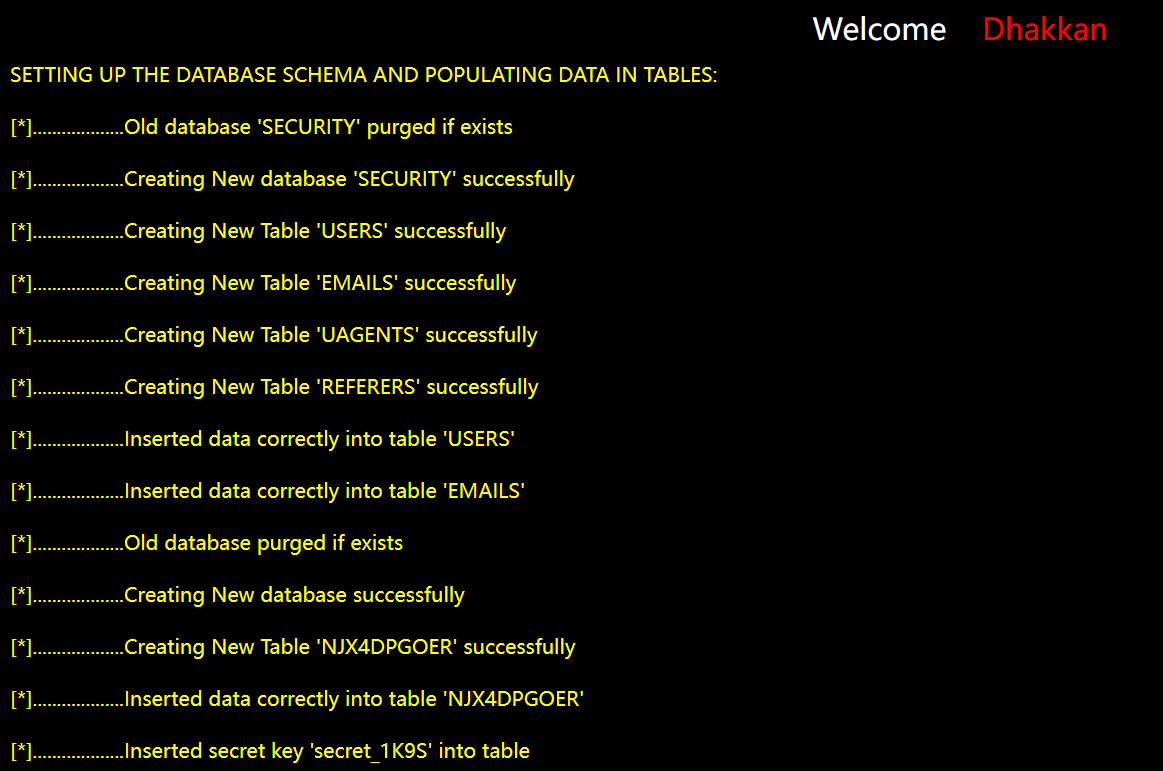 Welcome Dhakkan
SETTING UP THE DATABASE SCHEMA AND POPULATING DATA IN TABLES:
[*]...................Old database 'SECURITY' purged if exists
[*]...................Creating New database 'SECURITY' successfully
[*]...................Creating New Table 'USERS' successfully
[*]...................Creating New Table 'EMAILS' successfully
[*]...................Creating New Table 'UAGENTS' successfully
[*]...................Creating New Table 'REFERERS' successfully
[*]...................Inserted data correctly into table 'USERS'
[*]...................Inserted data correctly into table 'EMAILS'
[*]...................Old database purged if exists
[*]...................Creating New database successfully
[*]...................Creating New Table 'NJX4DPGOER' successfully
[*]...................Inserted data correctly into table 'NJX4DPGOER'
[*]...................Inserted secret key 'secret_1K9S' into table